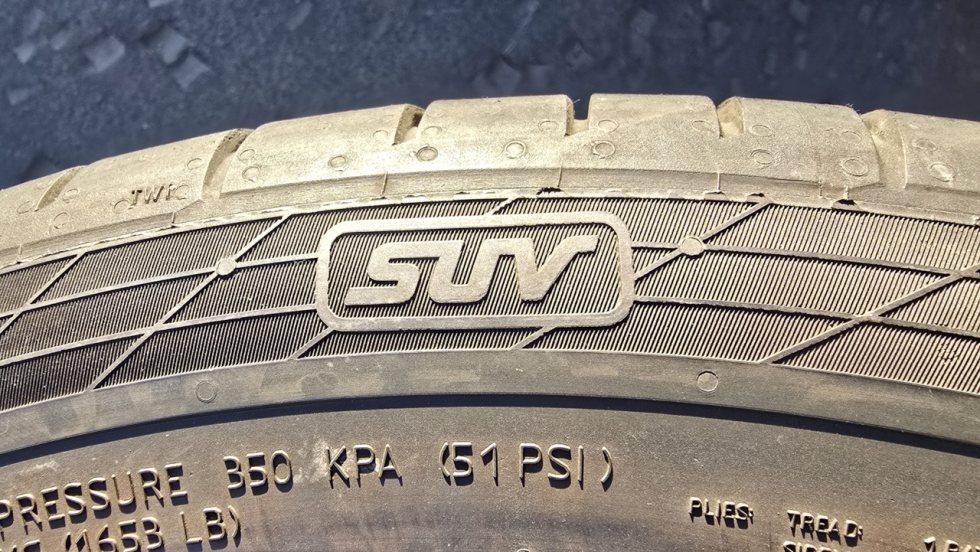 TWI
SUV
PRESSURE 350 KPA (51 PSI)
(1653 LB)
PLIES: TREAD: